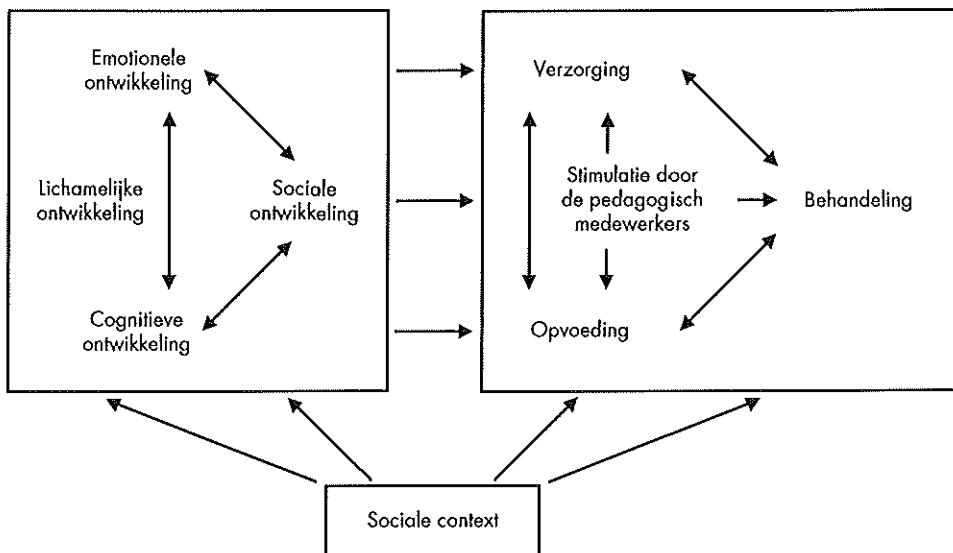 Emotionele
ontwikkeling
Lichamelijke
ontwikkeling
Sociale
ontwikkeling
Cognitieve
ontwikkeling
Verzorging
Stimulatie door
de pedagogisch
medewerkers
Behandeling
Opvoeding
Sociale context